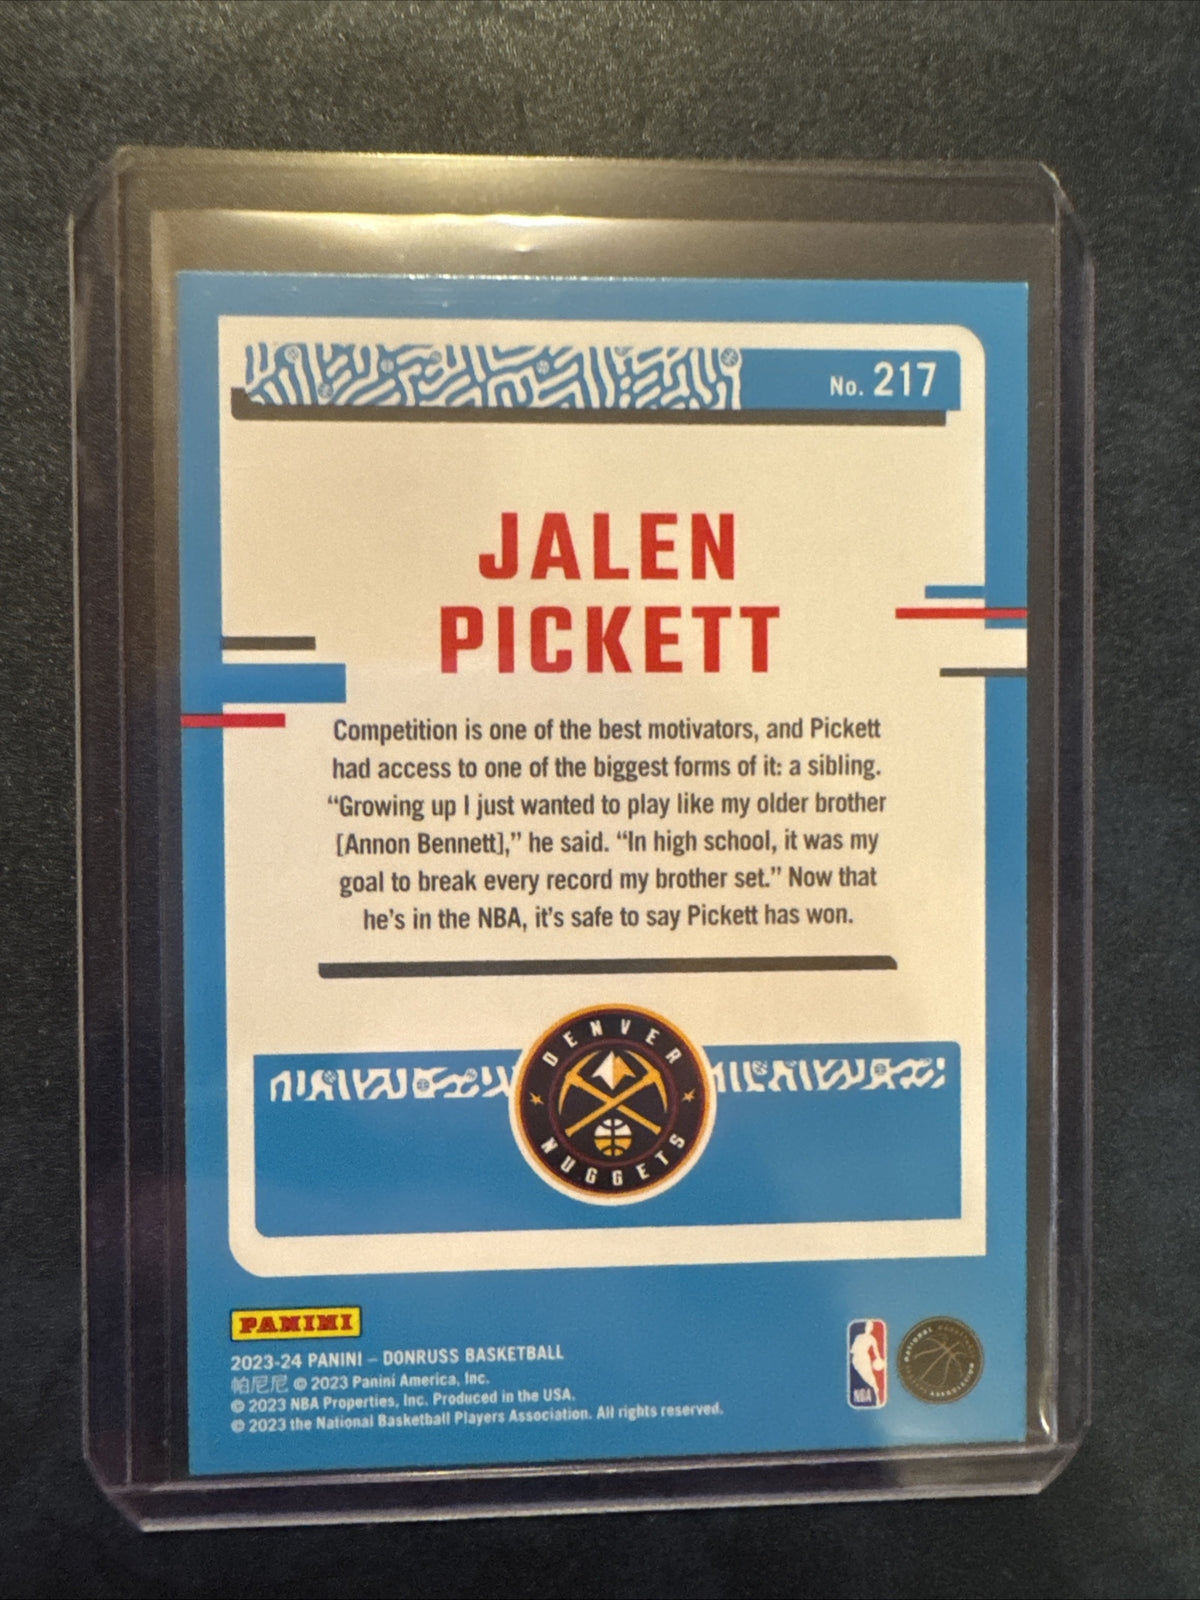 No. 217
JALEN
PICKETT
Competition is one of the best motivators, and Pickett
had access to one of the biggest forms of it: a sibling.
“Growing up I just wanted to play like my older brother
[Annon Bennett],” he said. “In high school, it was my
goal to break every record my brother set.” Now that
he’s in the NBA, it’s safe to say Pickett has won.
DENVER
NUGGETS
PANINI
2023-24 PANINI – DONRUSS BASKETBALL
帕尼尼 © 2023 Panini America, Inc.
© 2023 NBA Properties, Inc. Produced in the USA.
© 2023 the National Basketball Players Association. All rights reserved.
NBA
NATIONAL BASKETBALL PLAYERS ASSOCIATION